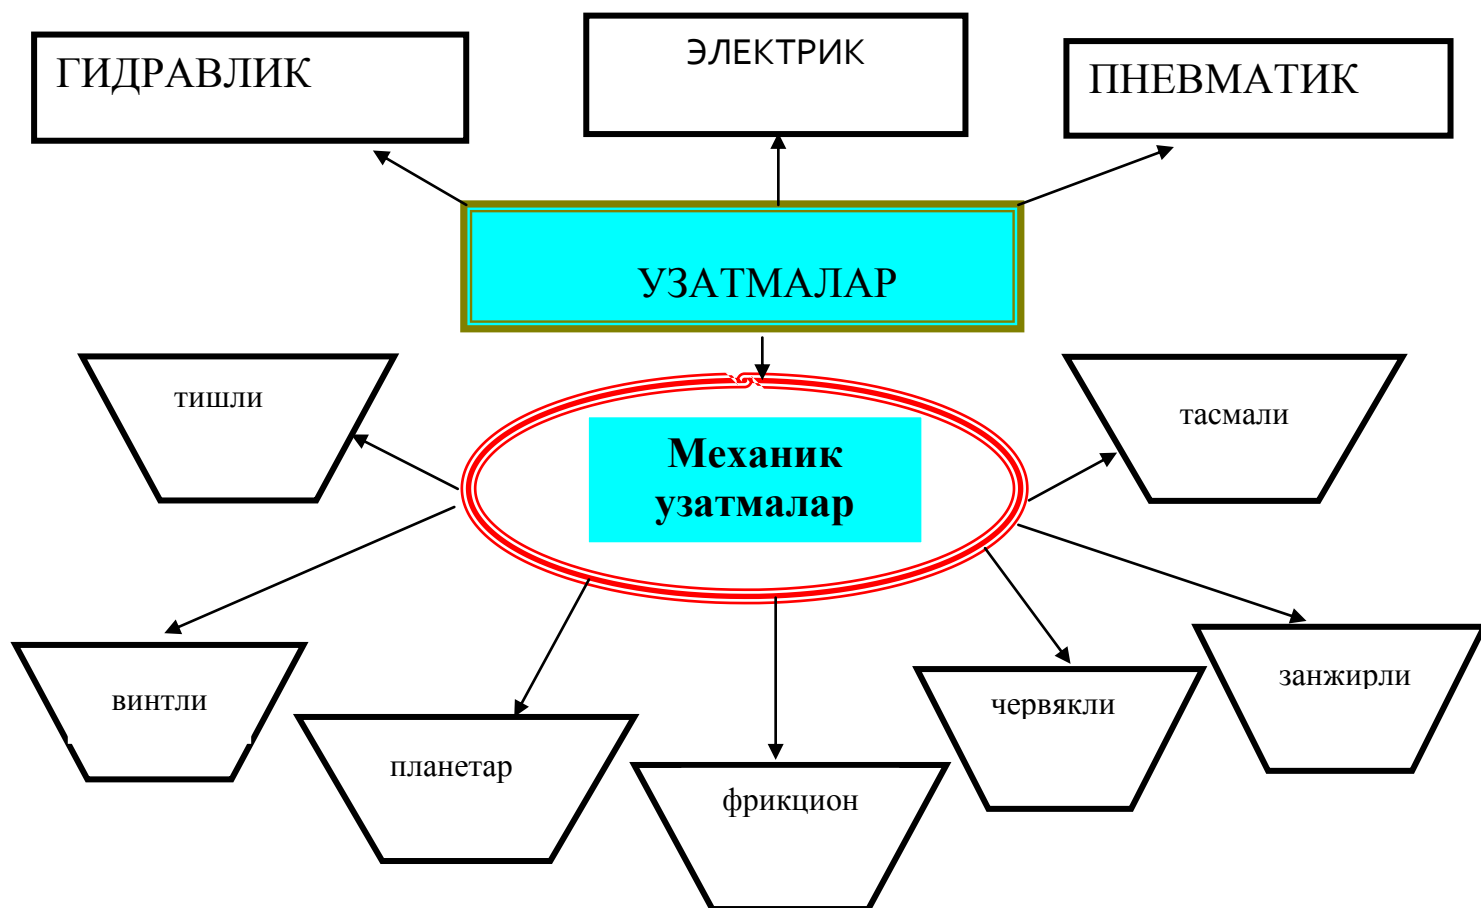 ГИДРАВЛИК
ЭЛЕКТРИК
ПНЕВМАТИК
УЗАТМАЛАР
тишли
тасмали
Механик
узатмалар
винтли
планетар
фрикцион
червякли
занжирли